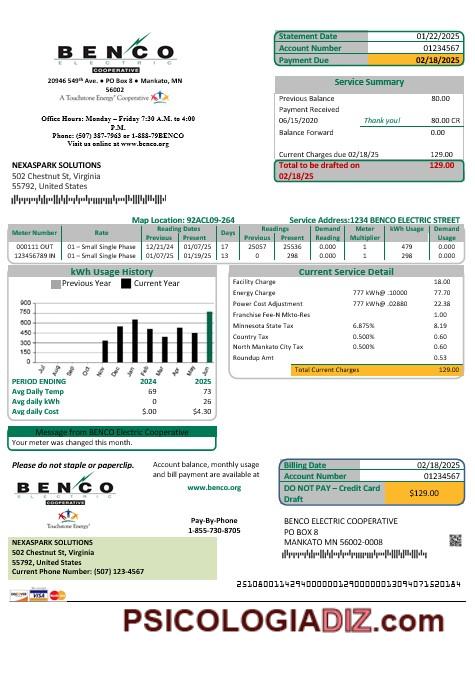 BENCO
ELECTRIC
COOPERATIVE
20946 549th Ave. • PO Box 8 • Mankato, MN
56002
A Touchstone Energy® Cooperative
Office Hours: Monday – Friday 7:30 A.M. to 4:00
P.M.
Phone: (507) 387-7963 or 1-888-79BENCO
Visit us online at www.benco.org
NEXASPARK SOLUTIONS
502 Chestnut St, Virginia
55792, United States
Statement Date 01/22/2025
Account Number 01234567
Payment Due 02/18/2025
Service Summary
Previous Balance 80.00
Payment Received
06/15/2020 Thank you! 80.00 CR
Balance Forward 0.00
Current Charges due 02/18/25 129.00
Total to be drafted on 129.00
02/18/25
Map Location: 92ACL09-264 Service Address:1234 BENCO ELECTRIC STREET
Meter Number Rate Reading Dates Previous Present Days Readings Previous Present Demand Reading Meter Multiplier kWh Usage Demand Usage
000111 OUT 01 – Small Single Phase 12/21/24 01/07/25 17 25057 25536 0.000 1 479 0.000
123456789 IN 01 – Small Single Phase 01/07/25 01/19/25 13 0 298 0.000 1 298 0.000
kWh Usage History
Previous Year Current Year
900
750
600
450
300
150
0
Jul Aug Sep Oct Nov Dec Jan Feb Mar Apr May Jun
PERIOD ENDING 2024 2025
Avg Daily Temp 69 73
Avg daily kWh 0 26
Avg daily Cost $.00 $4.30
Current Service Detail
Facility Charge 18.00
Energy Charge 777 kWh@ .10000 77.70
Power Cost Adjustment 777 kWh@ .02880 22.38
Franchise Fee-N Mkto-Res 1.00
Minnesota State Tax 6.875% 8.19
Country Tax 0.500% 0.60
North Mankato City Tax 0.500% 0.60
Roundup Amt 0.53
Total Current Charges 129.00
Message from BENCO Electric Cooperative
Your meter was changed this month.
Please do not staple or paperclip.
BENCO
ELECTRIC
COOPERATIVE
Touchstone Energy®
Account balance, monthly usage
and bill payment are available at
www.benco.org
Pay-By-Phone
1-855-730-8705
Billing Date 02/18/2025
Account Number 01234567
DO NOT PAY – Credit Card
Draft
$129.00
BENCO ELECTRIC COOPERATIVE
PO BOX 8
MANKATO MN 56002-0008
NEXASPARK SOLUTIONS
502 Chestnut St, Virginia
55792, United States
Current Phone Number: (507) 123-4567
DISCOVER VISA MasterCard
PSICOLOGIADIZ.com